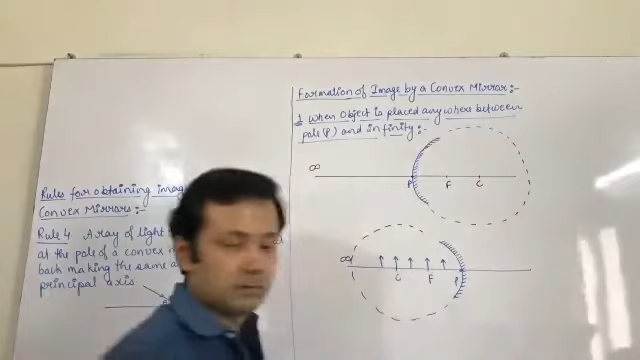 Rules for obtaining imag
Convex Mirrors:-
Rule 4. A ray of light
at the pole of a convex
back making the same a
principal axis.
Formation of Image by a Convex Mirror:-
1 When Object is placed anywhere between
pole (P) and infinity:-
∞ P F C
∞ C F P